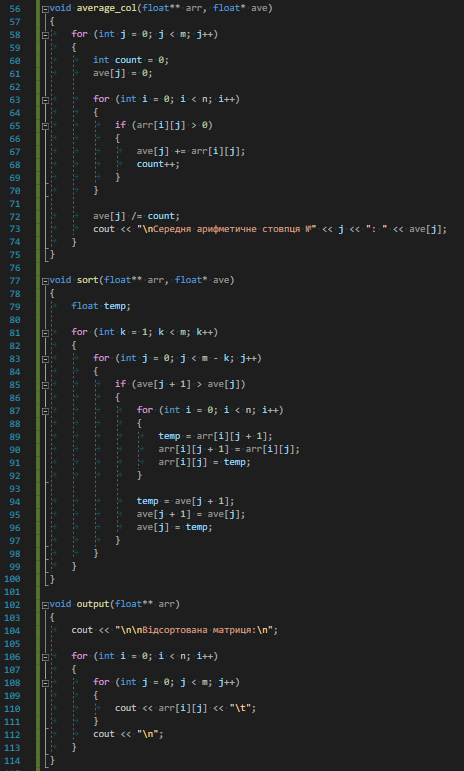 56 void average_col(float** arr, float* ave)
57 {
58 for (int j = 0; j < m; j++)
59 {
60 int count = 0;
61 ave[j] = 0;
62
63 for (int i = 0; i < n; i++)
64 {
65 if (arr[i][j] > 0)
66 {
67 ave[j] += arr[i][j];
68 count++;
69 }
70 }
71
72 ave[j] /= count;
73 cout << "\nСередня арифметичне стовпця №" << j << ": " << ave[j];
74 }
75 }
76
77 void sort(float** arr, float* ave)
78 {
79 float temp;
80
81 for (int k = 1; k < m; k++)
82 {
83 for (int j = 0; j < m - k; j++)
84 {
85 if (ave[j + 1] > ave[j])
86 {
87 for (int i = 0; i < n; i++)
88 {
89 temp = arr[i][j + 1];
90 arr[i][j + 1] = arr[i][j];
91 arr[i][j] = temp;
92 }
93
94 temp = ave[j + 1];
95 ave[j + 1] = ave[j];
96 ave[j] = temp;
97 }
98 }
99 }
100 }
101
102 void output(float** arr)
103 {
104 cout << "\n\nВідсортована матриця:\n";
105
106 for (int i = 0; i < n; i++)
107 {
108 for (int j = 0; j < m; j++)
109 {
110 cout << arr[i][j] << "\t";
111 }
112 cout << "\n";
113 }
114 }